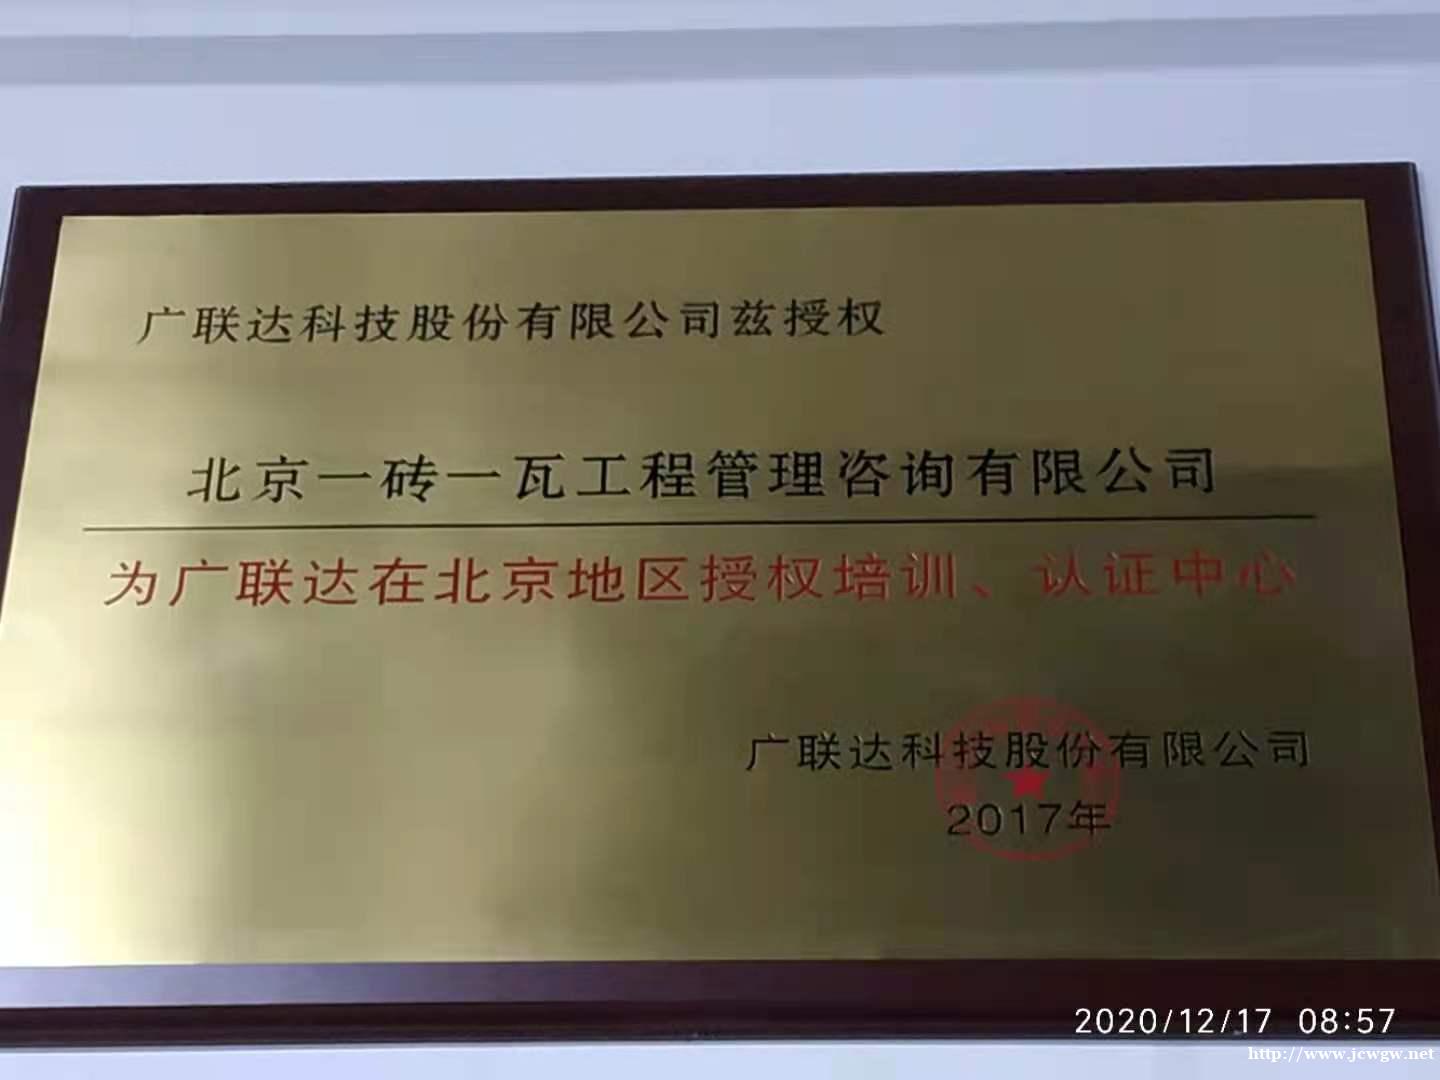 广联达科技股份有限公司兹授权
北京一砖一瓦工程管理咨询有限公司
为广联达在北京地区授权培训、认证中心
广联达科技股份有限公司
2017年
2020/12/17 08:57
http://www.jcwgw.net